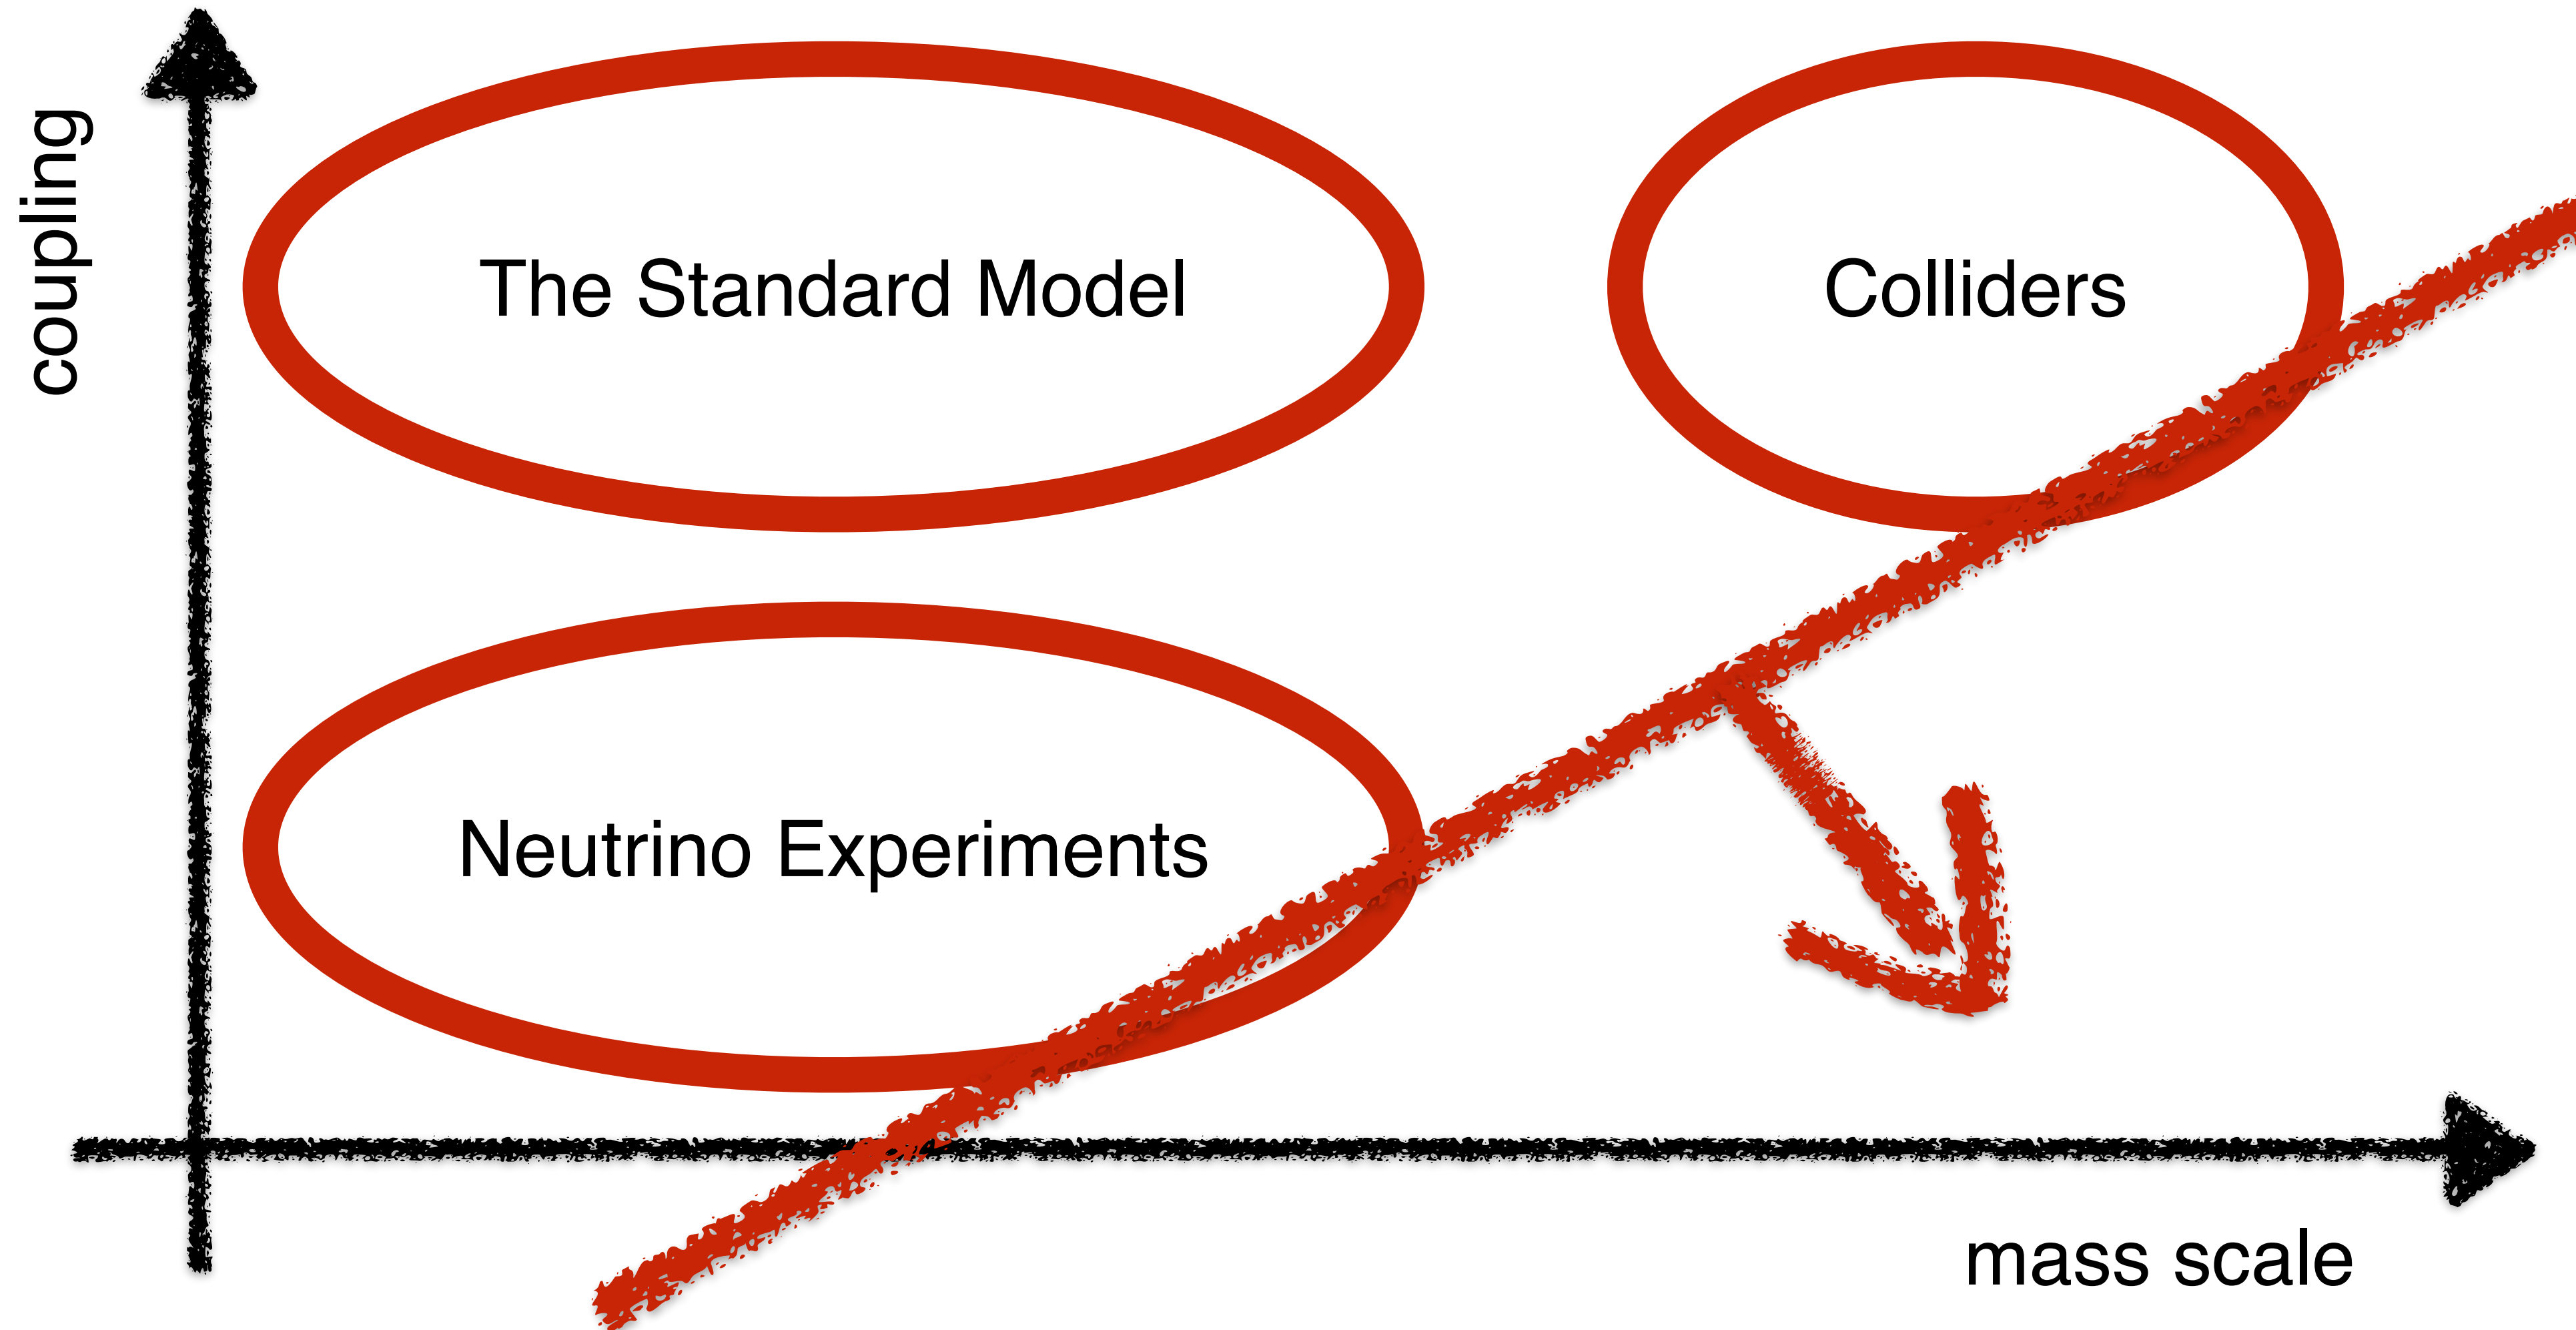 coupling
The Standard Model
Colliders
Neutrino Experiments
mass scale